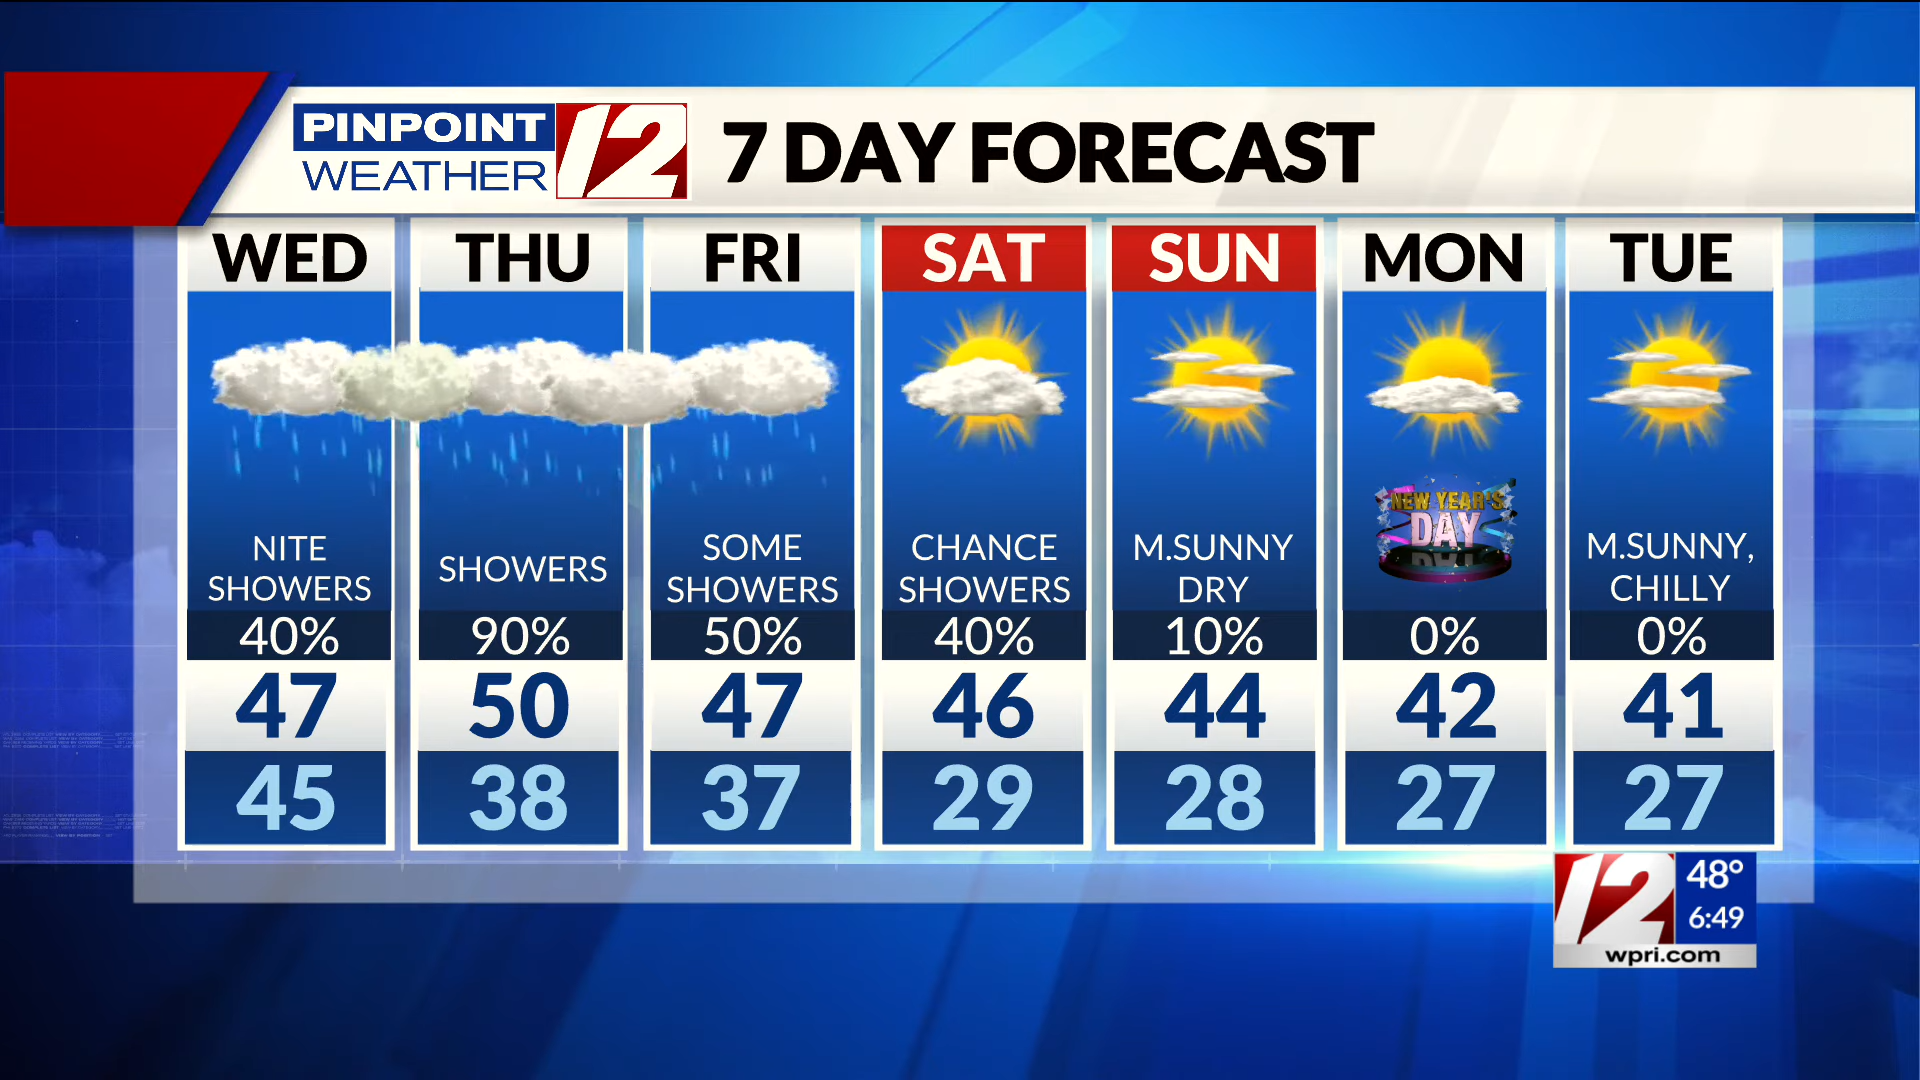 PINPOINT
WEATHER 12
7 DAY FORECAST
WED THU FRI SAT SUN MON TUE
NITE SHOWERS
SHOWERS
SOME SHOWERS
CHANCE SHOWERS
M.SUNNY DRY
NEW YEAR'S
DAY
M.SUNNY, CHILLY
40% 90% 50% 40% 10% 0% 0%
47 50 47 46 44 42 41
45 38 37 29 28 27 27
12 48°
6:49
wpri.com